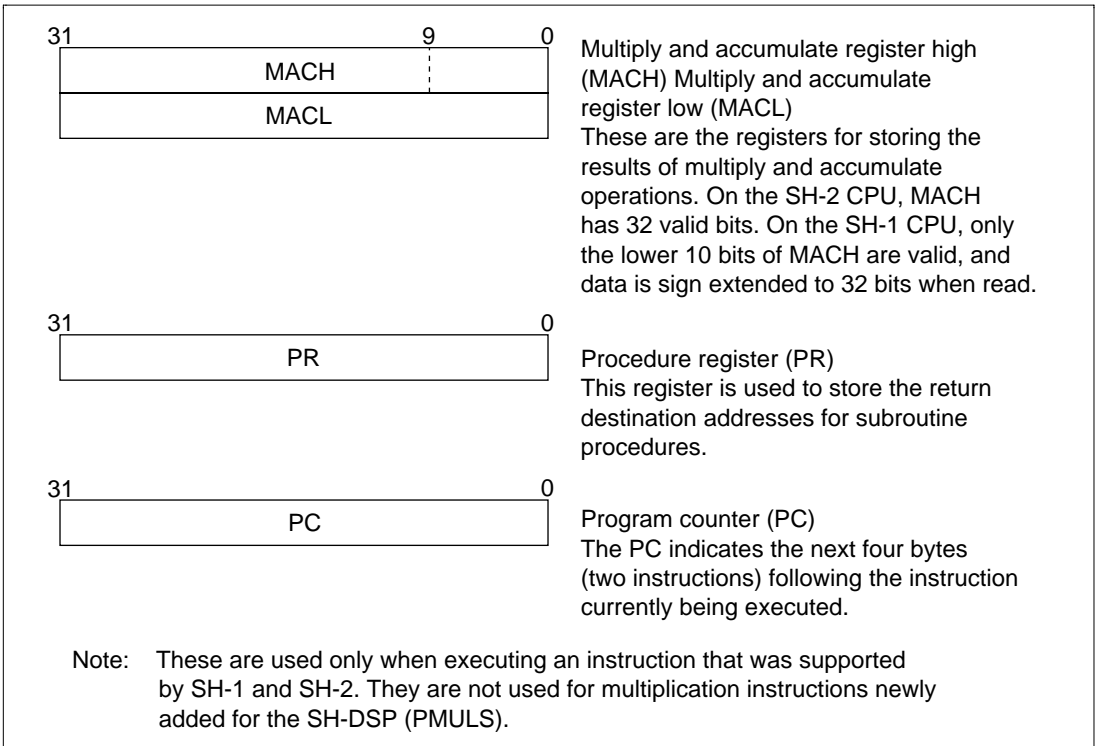 31 9 0
MACH
MACL
Multiply and accumulate register high
(MACH) Multiply and accumulate
register low (MACL)
These are the registers for storing the
results of multiply and accumulate
operations. On the SH-2 CPU, MACH
has 32 valid bits. On the SH-1 CPU, only
the lower 10 bits of MACH are valid, and
data is sign extended to 32 bits when read.
31 0
PR
Procedure register (PR)
This register is used to store the return
destination addresses for subroutine
procedures.
31 0
PC
Program counter (PC)
The PC indicates the next four bytes
(two instructions) following the instruction
currently being executed.
Note: These are used only when executing an instruction that was supported
by SH-1 and SH-2. They are not used for multiplication instructions newly
added for the SH-DSP (PMULS).